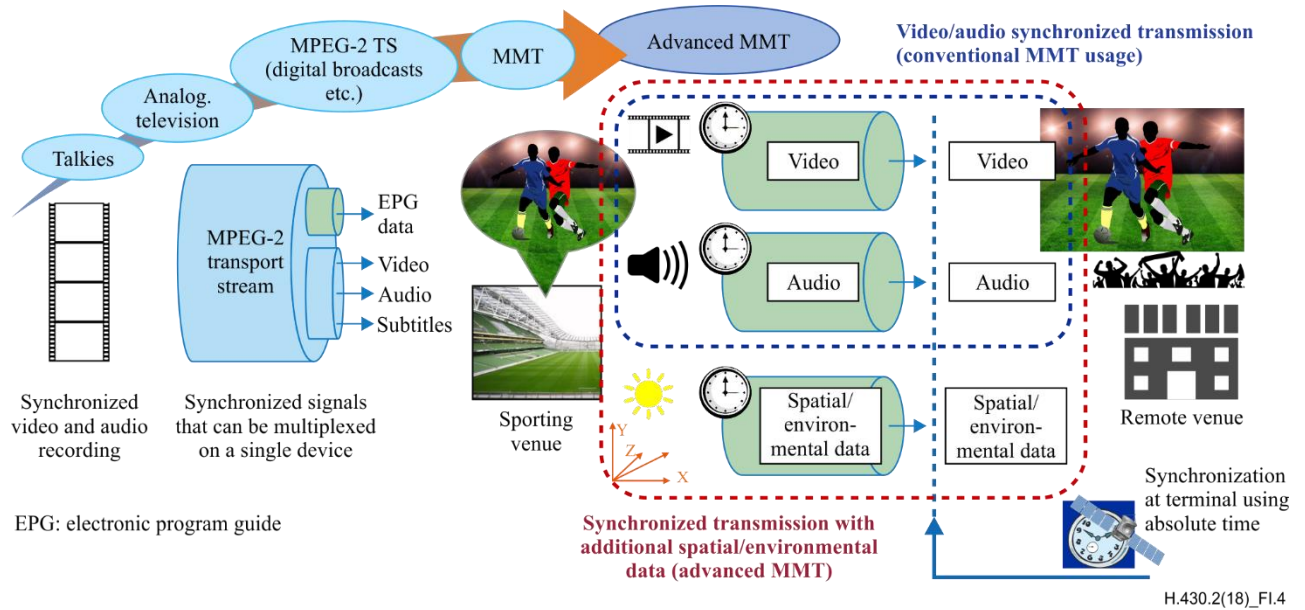 Talkies
Analog.
television
MPEG-2 TS
(digital broadcasts
etc.)
MMT
Advanced MMT
Video/audio synchronized transmission
(conventional MMT usage)
MPEG-2
transport
stream
EPG
data
Video
Audio
Subtitles
Synchronized
video and audio
recording
Synchronized signals
that can be multiplexed
on a single device
Sporting
venue
Video
Video
Audio
Audio
Spatial/
environ-
mental data
Spatial/
environ-
mental data
Y
Z
X
Remote venue
Synchronization
at terminal using
absolute time
EPG: electronic program guide
Synchronized transmission with
additional spatial/environmental
data (advanced MMT)
H.430.2(18)_FI.4